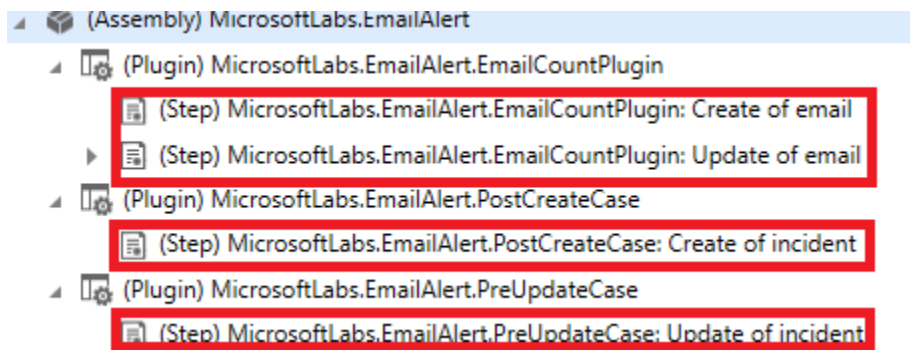 (Assembly) MicrosoftLabs.EmailAlert
(Plugin) MicrosoftLabs.EmailAlert.EmailCountPlugin
(Step) MicrosoftLabs.EmailAlert.EmailCountPlugin: Create of email
(Step) MicrosoftLabs.EmailAlert.EmailCountPlugin: Update of email
(Plugin) MicrosoftLabs.EmailAlert.PostCreateCase
(Step) MicrosoftLabs.EmailAlert.PostCreateCase: Create of incident
(Plugin) MicrosoftLabs.EmailAlert.PreUpdateCase
(Step) MicrosoftLabs.EmailAlert.PreUpdateCase: Update of incident